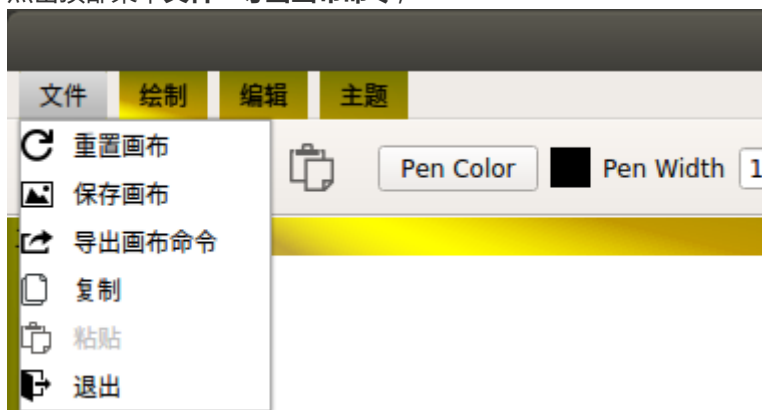 文件 绘制 编辑 主题
Pen Color Pen Width 1
重置画布
保存画布
导出画布命令
复制
粘贴
退出